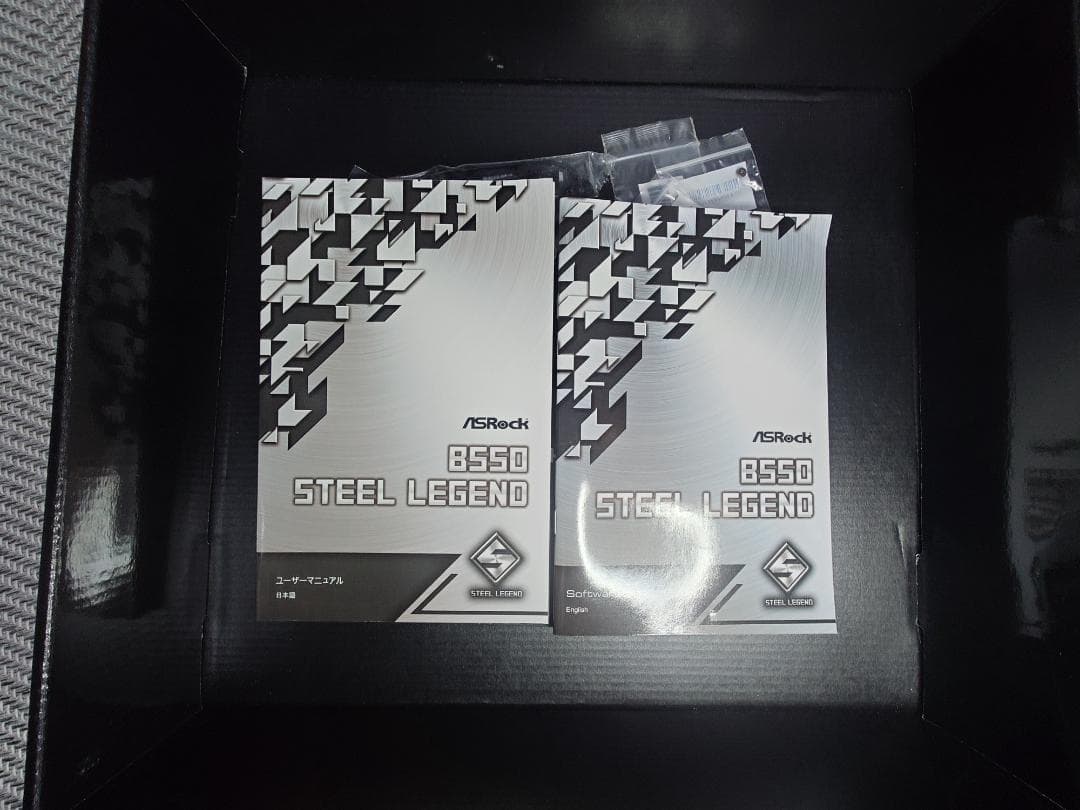 ASRock
B550
STEEL LEGEND
STEEL LEGEND
ユーザーマニュアル
日本語
ASRock
B550
STEEL LEGEND
STEEL LEGEND
English